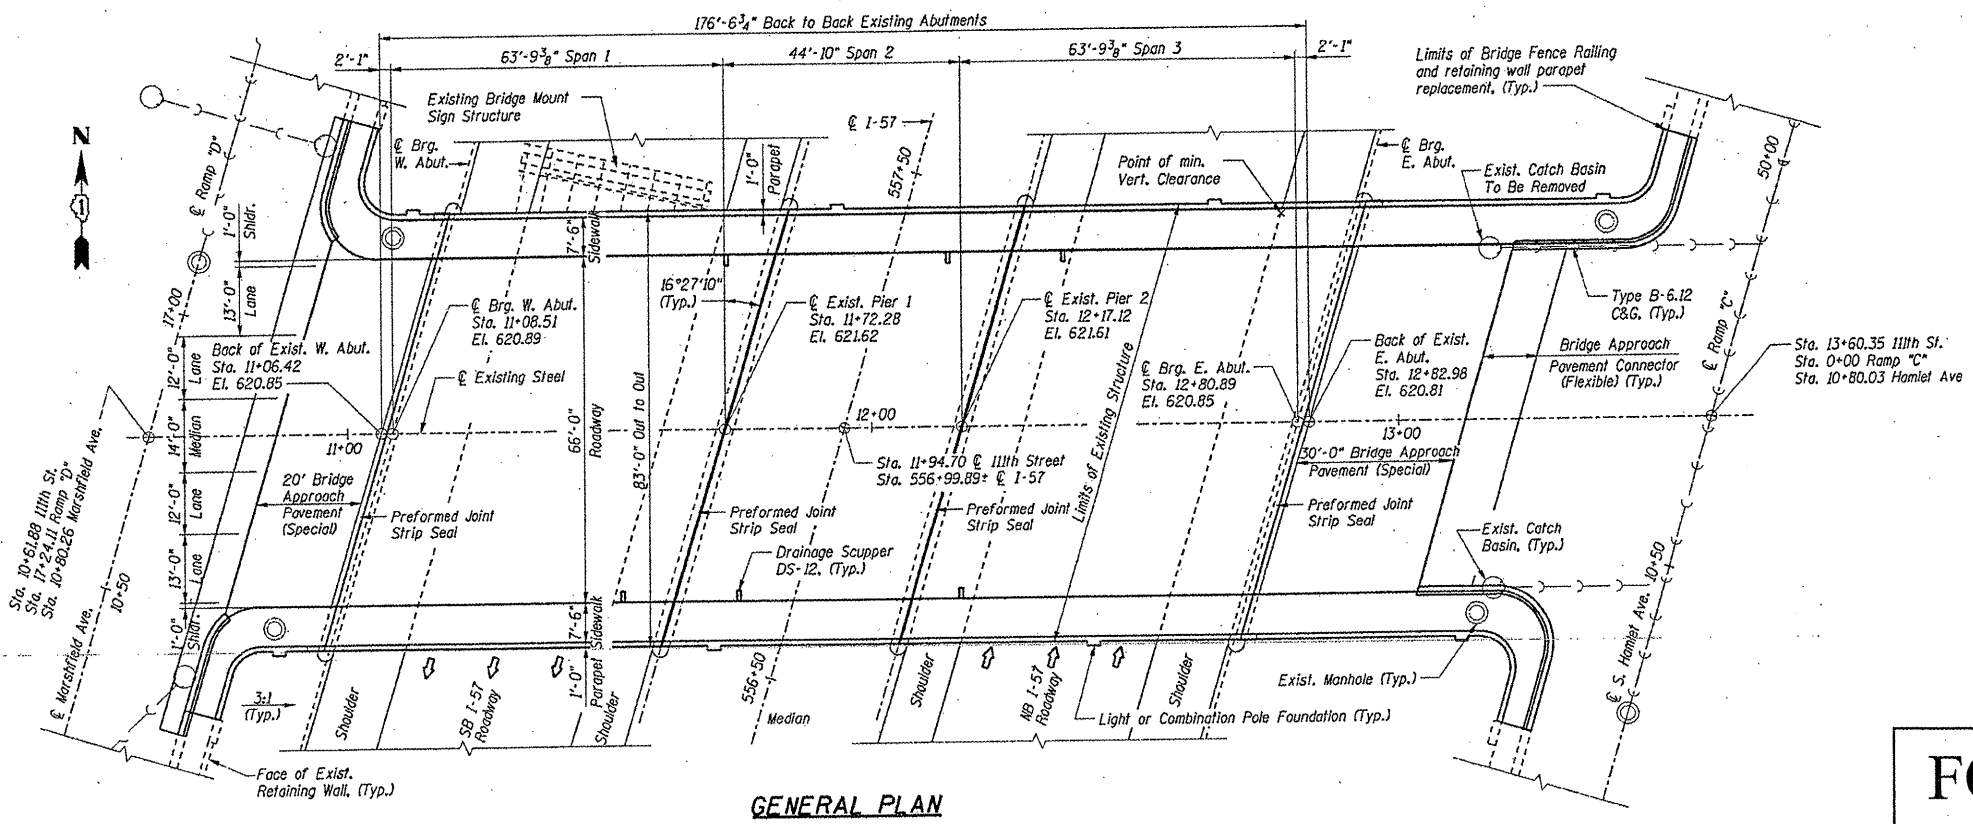 176'-6¾" Back to Back Existing Abutments
2'-1"
63'-9⅜" Span 1
44'-10" Span 2
63'-9⅜" Span 3
2'-1"
Limits of Bridge Fence Railing
and retaining wall parapet
replacement. (Typ.)
Existing Bridge Mount
Sign Structure
℄ I-57
557+50
N
℄ Ramp "D"
℄ Brg.
W. Abut.
1'-0"
Parapet
Point of min.
Vert. Clearance
℄ Brg.
E. Abut.
Exist. Catch Basin
To Be Removed
50+00
1'-0"
Shldr.
7'-6"
Sidewalk
13'-0"
Lane
17+00
16°27'10"
(Typ.)
℄ Brg. W. Abut.
Sta. 11+08.51
El. 620.89
℄ Exist. Pier 1
Sta. 11+72.28
El. 621.62
℄ Exist. Pier 2
Sta. 12+17.12
El. 621.61
Type B-6.12
C&G. (Typ.)
℄ Ramp "C"
Back of Exist. W. Abut.
Sta. 11+06.42
El. 620.85
12'-0"
Lane
℄ Existing Steel
℄ Brg. E. Abut.
Sta. 12+80.89
El. 620.85
Back of Exist.
E. Abut.
Sta. 12+82.98
El. 620.81
Bridge Approach
Pavement Connector
(Flexible) (Typ.)
Sta. 13+60.35 111th St.
Sta. 0+00 Ramp "C"
Sta. 10+80.03 Hamlet Ave
14'-0"
Median
11+00
66'-0"
Roadway
83'-0" Out to Out
12+00
13+00
Sta. 11+94.70 ℄ 111th Street
Sta. 556+99.89± ℄ I-57
Limits of Existing Structure
30'-0" Bridge Approach
Pavement (Special)
Sta. 10+61.88 111th St.
Sta. 17+24.11 Ramp "D"
Sta. 10+80.26 Marshfield Ave.
20' Bridge
Approach
Pavement
(Special)
12'-0"
Lane
Preformed Joint
Strip Seal
Preformed Joint
Strip Seal
Preformed Joint
Strip Seal
Preformed Joint
Strip Seal
Exist. Catch
Basin. (Typ.)
13'-0"
Lane
Drainage Scupper
DS-12. (Typ.)
10+50
10+50
1'-0"
Shldr.
7'-6"
Sidewalk
1'-0"
Parapet
℄ Marshfield Ave.
℄ S. Hamlet Ave.
3:1
(Typ.)
Shoulder
SB I-57
Roadway
Shoulder
556+50
Median
Shoulder
NB I-57
Roadway
Shoulder
Exist. Manhole (Typ.)
Light or Combination Pole Foundation (Typ.)
Face of Exist.
Retaining Wall. (Typ.)
GENERAL PLAN